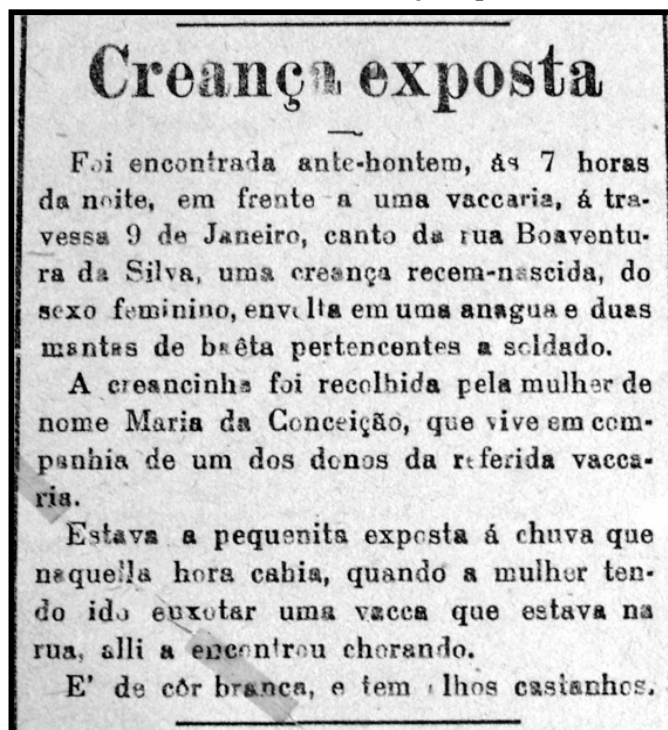 Creança exposta
Foi encontrada ante-hontem, ás 7 horas
da noite, em frente a uma vaccaria, á tra-
vessa 9 de Janeiro, canto da rua Boaventu-
ra da Silva, uma creança recem-nascida, do
sexo feminino, envolta em uma anagua e duas
mantas de baêta pertencentes a soldado.
A creancinha foi recolhida pela mulher de
nome Maria da Conceição, que vive em com-
panhia de um dos donos da referida vacca-
ria.
Estava a pequenita exposta á chuva que
naquella hora cahia, quando a mulher ten-
do ido enxotar uma vacca que estava na
rua, alli a encontrou chorando.
E' de côr branca, e tem olhos castanhos.